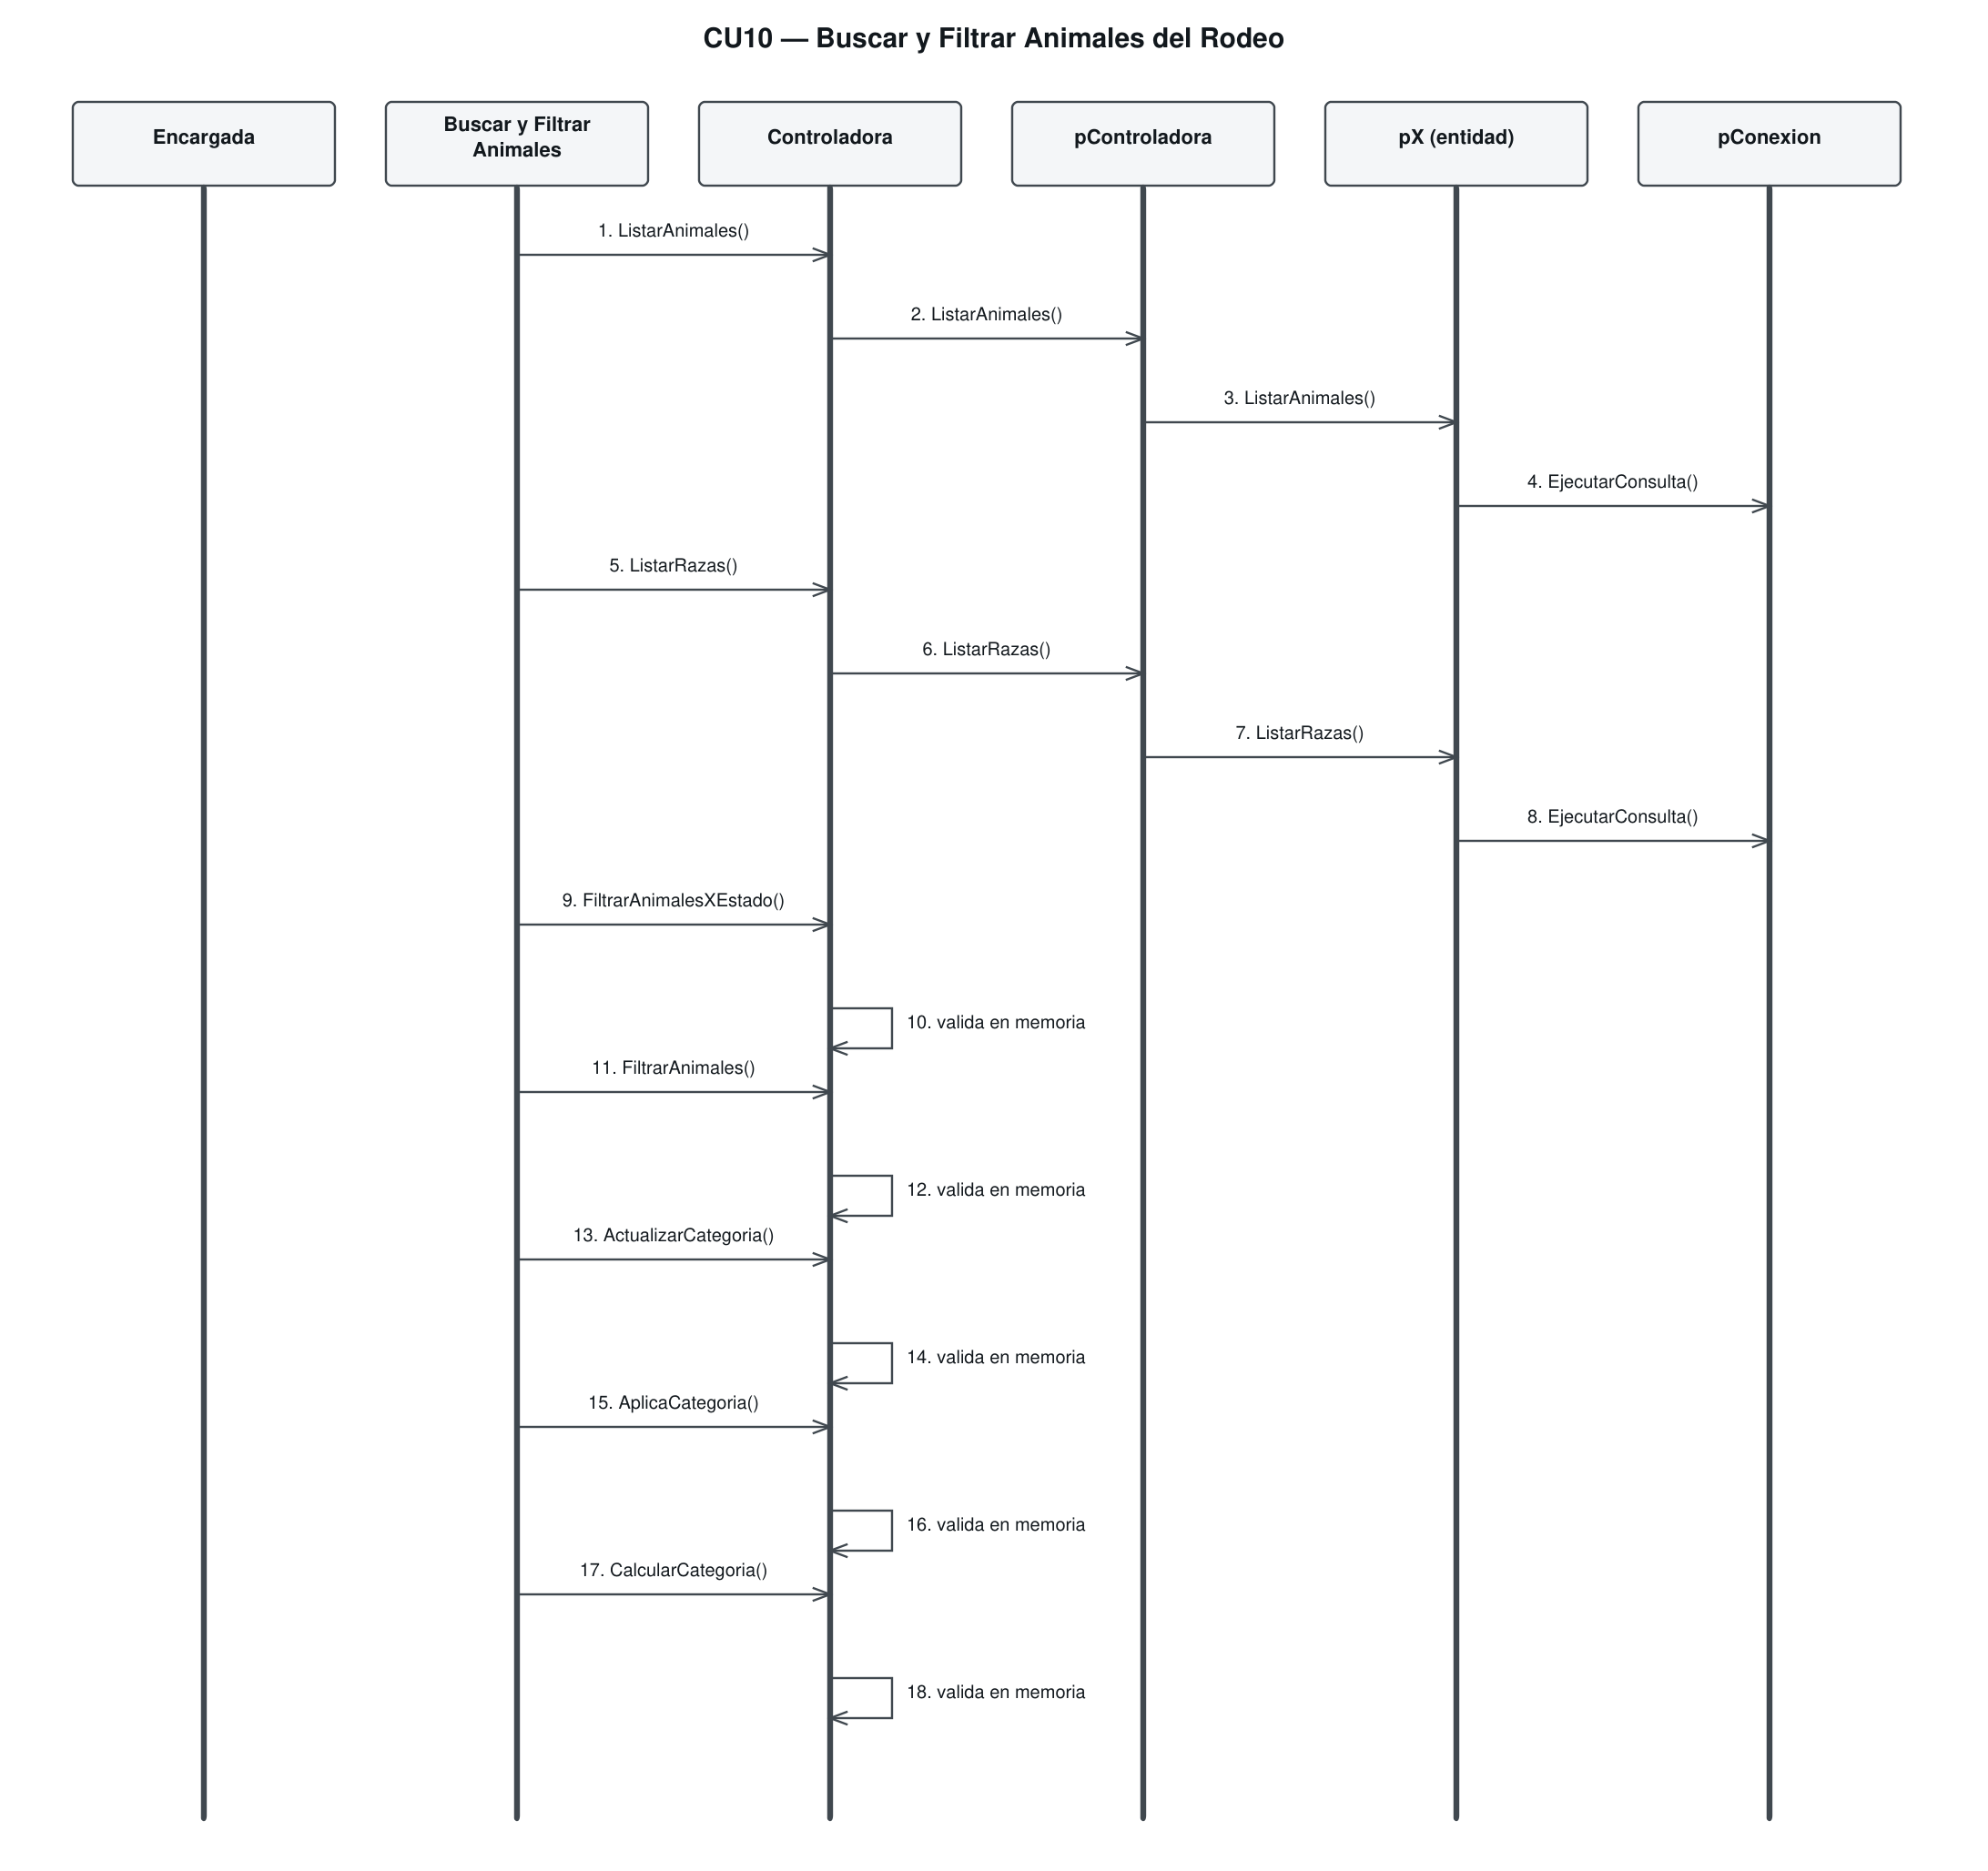 CU10 — Buscar y Filtrar Animales del Rodeo
Encargada
Buscar y Filtrar
Animales
Controladora
pControladora
pX (entidad)
pConexion
1. ListarAnimales()
2. ListarAnimales()
3. ListarAnimales()
4. EjecutarConsulta()
5. ListarRazas()
6. ListarRazas()
7. ListarRazas()
8. EjecutarConsulta()
9. FiltrarAnimalesXEstado()
10. valida en memoria
11. FiltrarAnimales()
12. valida en memoria
13. ActualizarCategoria()
14. valida en memoria
15. AplicaCategoria()
16. valida en memoria
17. CalcularCategoria()
18. valida en memoria